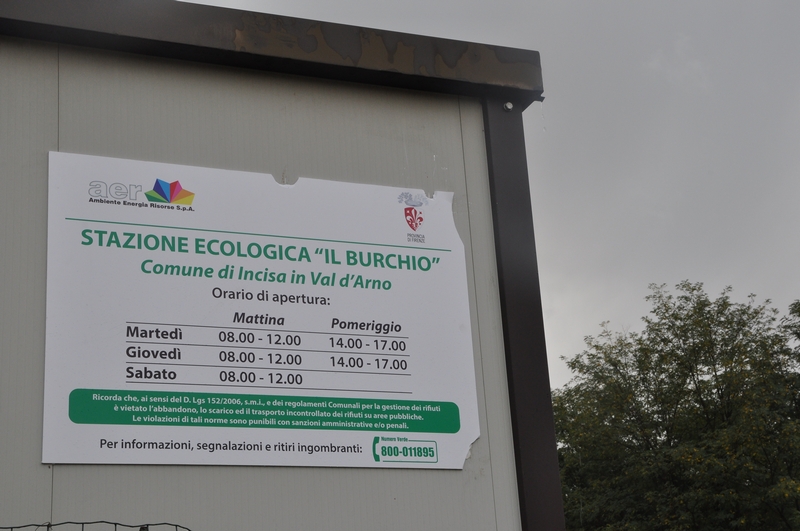 aer
Ambiente Energia Risorse S.p.A.
PROVINCIA
DI FIRENZE
STAZIONE ECOLOGICA “IL BURCHIO”
Comune di Incisa in Val d’Arno
Orario di apertura:
Mattina Pomeriggio
Martedì 08.00 - 12.00 14.00 - 17.00
Giovedì 08.00 - 12.00 14.00 - 17.00
Sabato 08.00 - 12.00
Ricorda che, ai sensi del D. Lgs 152/2006, s.m.i., e dei regolamenti Comunali per la gestione dei rifiuti
è vietato l’abbandono, lo scarico ed il trasporto incontrollato dei rifiuti su aree pubbliche.
Le violazioni di tali norme sono punibili con sanzioni amministrative e/o penali.
Per informazioni, segnalazioni e ritiri ingombranti:
Numero Verde
800-011895